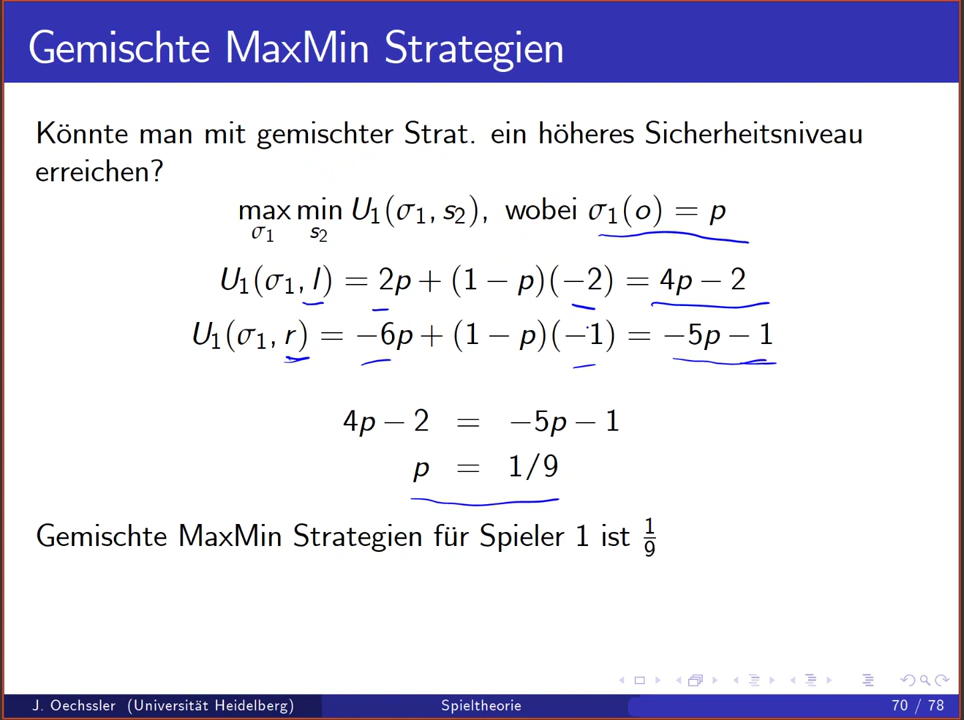 Gemischte MaxMin Strategien
Könnte man mit gemischter Strat. ein höheres Sicherheitsniveau
erreichen?
max min U₁(σ₁, s₂), wobei σ₁(o) = p
σ₁ s₂
U₁(σ₁, l) = 2p + (1 − p)(−2) = 4p − 2
U₁(σ₁, r) = −6p + (1 − p)(−1) = −5p − 1
4p − 2 = −5p − 1
p = 1/9
Gemischte MaxMin Strategien für Spieler 1 ist 1/9
J. Oechssler (Universität Heidelberg) Spieltheorie 70 / 78